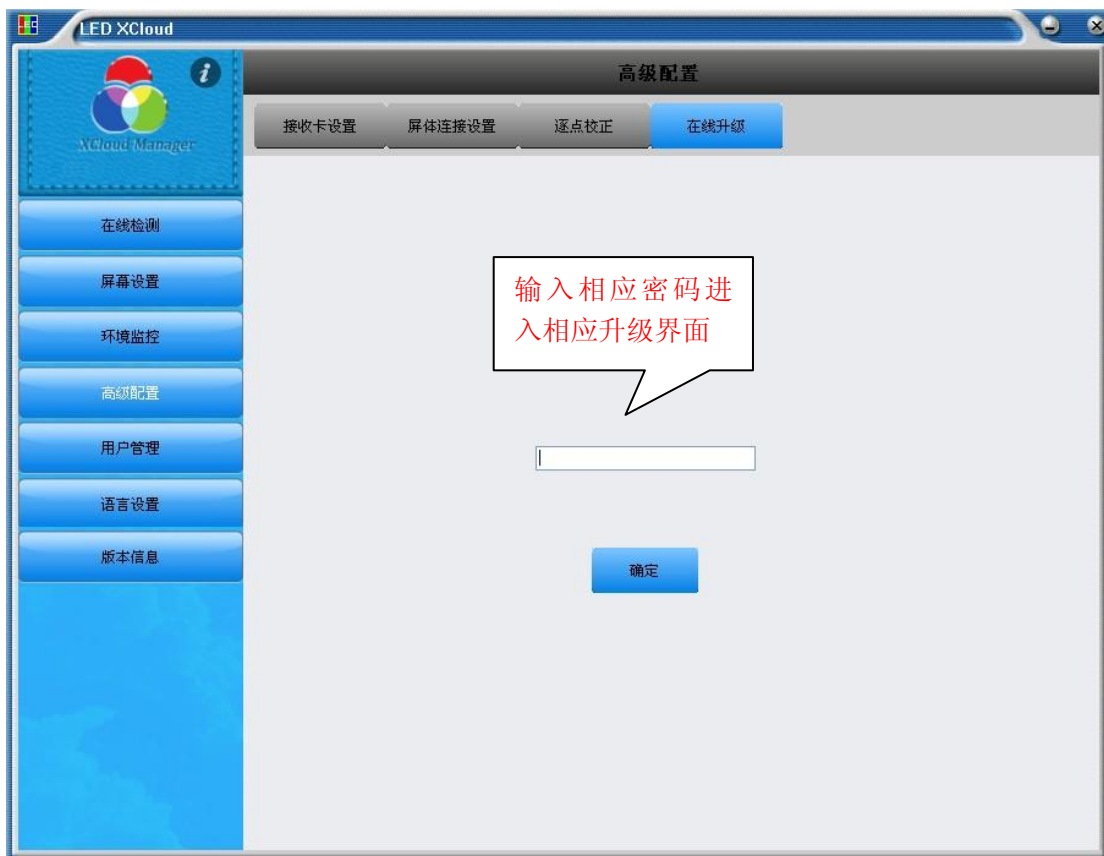 LED XCloud
i
XCloud Manager
高级配置
接收卡设置 屏体连接设置 逐点校正 在线升级
在线检测
屏幕设置
环境监控
高级配置
用户管理
语言设置
版本信息
输入相应密码进
入相应升级界面
确定